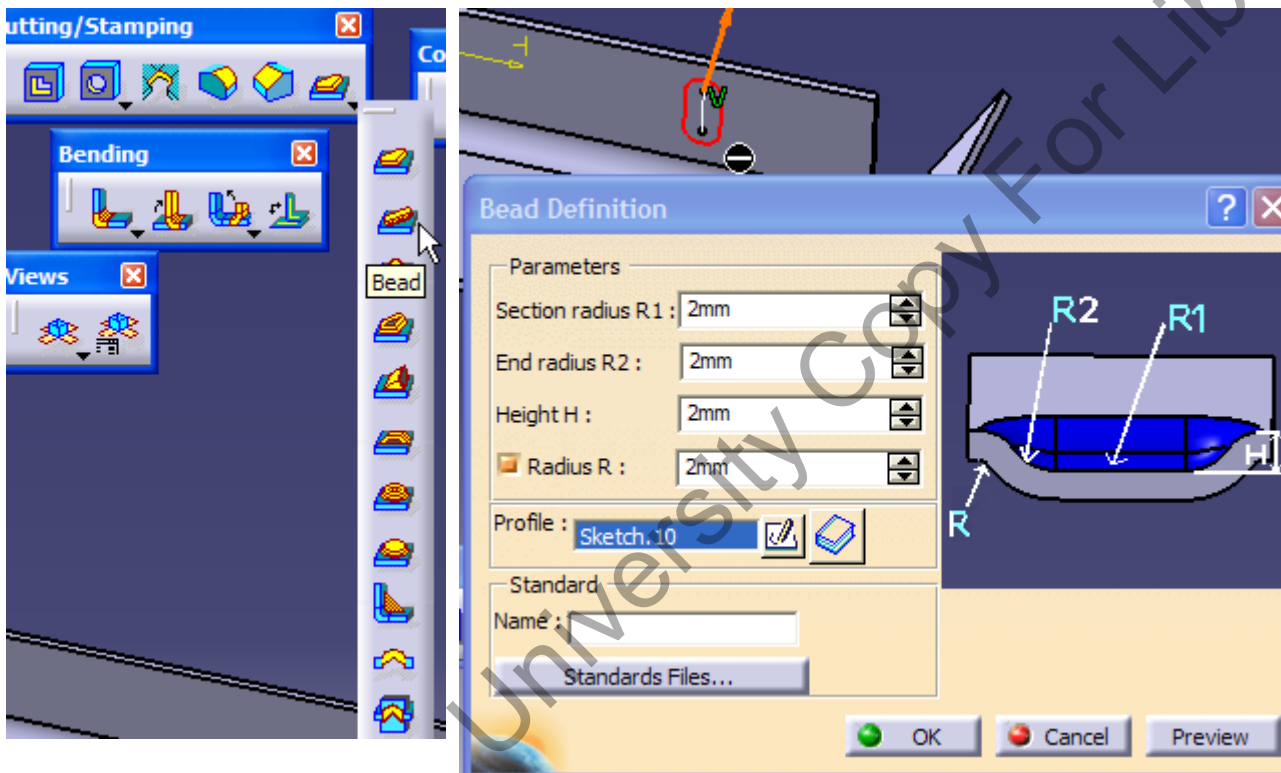 utting/Stamping
Co
Bending
Views
Bead
T
V
Bead Definition
?
Parameters
Section radius R1 : 2mm
End radius R2 : 2mm
Height H : 2mm
Radius R : 2mm
Profile : Sketch.10
Standard
Name :
Standards Files...
OK
Cancel
Preview
R2
R1
H
R
University Copy For Lib